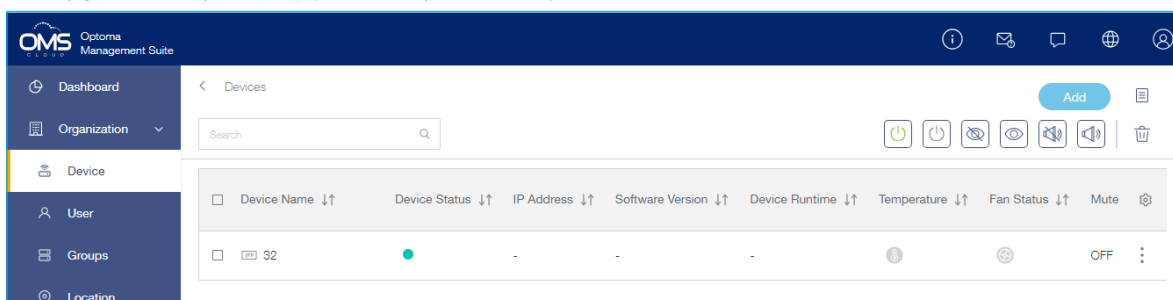 OMS
CLOUD
Optoma
Management Suite
Dashboard
Devices
Add
Organization
Search
Device
Device Name
Device Status
IP Address
Software Version
Device Runtime
Temperature
Fan Status
Mute
User
Groups
IFP
32
-
-
-
OFF
Location